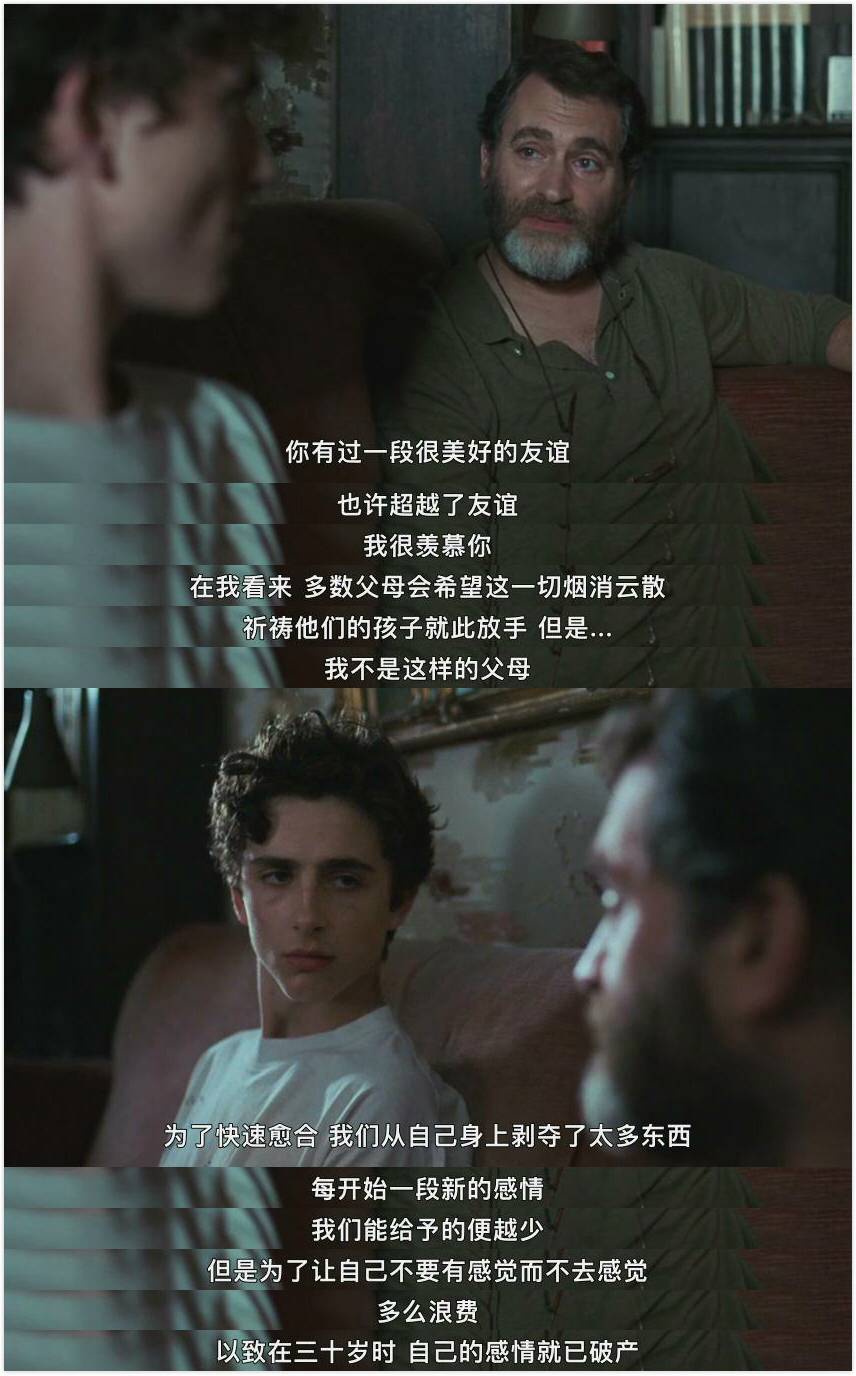 你有过一段很美好的友谊
也许超越了友谊
我很羡慕你
在我看来 多数父母会希望这一切烟消云散
祈祷他们的孩子就此放手 但是...
我不是这样的父母
为了快速愈合 我们从自己身上剥夺了太多东西
每开始一段新的感情
我们能给予的便越少
但是为了让自己不要有感觉而不去感觉
多么浪费
以致在三十岁时 自己的感情就已破产